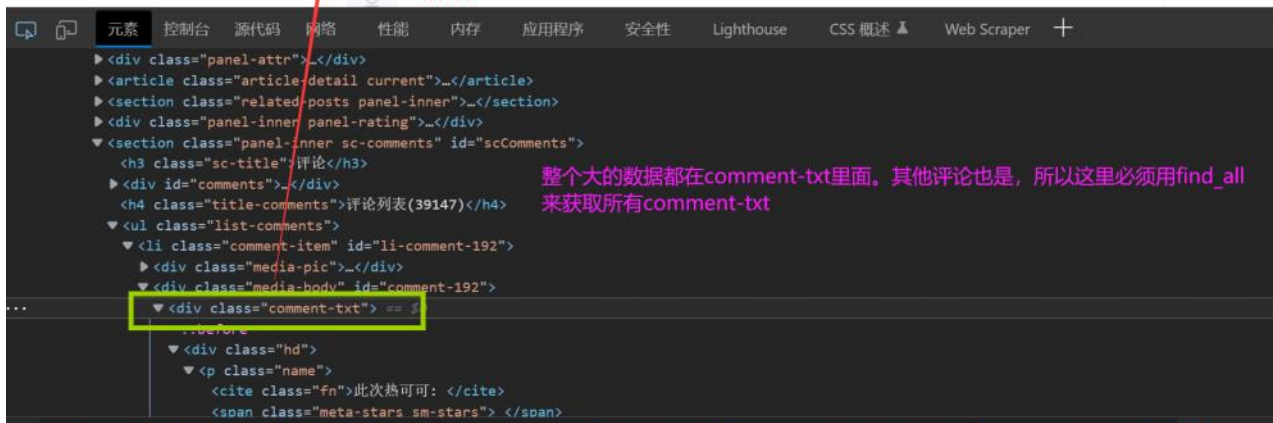 元素 控制台 源代码 网络 性能 内存 应用程序 安全性 Lighthouse CSS 概述 Web Scraper
<div class="panel-attr">…</div>
<article class="article-detail current">…</article>
<section class="related-posts panel-inner">…</section>
<div class="panel-inner panel-rating">…</div>
<section class="panel-inner sc-comments" id="scComments">
<h3 class="sc-title">评论</h3>
整个大的数据都在comment-txt里面。其他评论也是，所以这里必须用find_all
<div id="comments">…</div>
来获取所有comment-txt
<h4 class="title-comments">评论列表(39147)</h4>
<ul class="list-comments">
<li class="comment-item" id="li-comment-192">
<div class="media-pic">…</div>
<div class="media-body" id="comment-192">
<div class="comment-txt"> == $0
::before
<div class="hd">
<p class="name">
<cite class="fn">此次热可可: </cite>
<span class="meta-stars sm-stars"> </span>